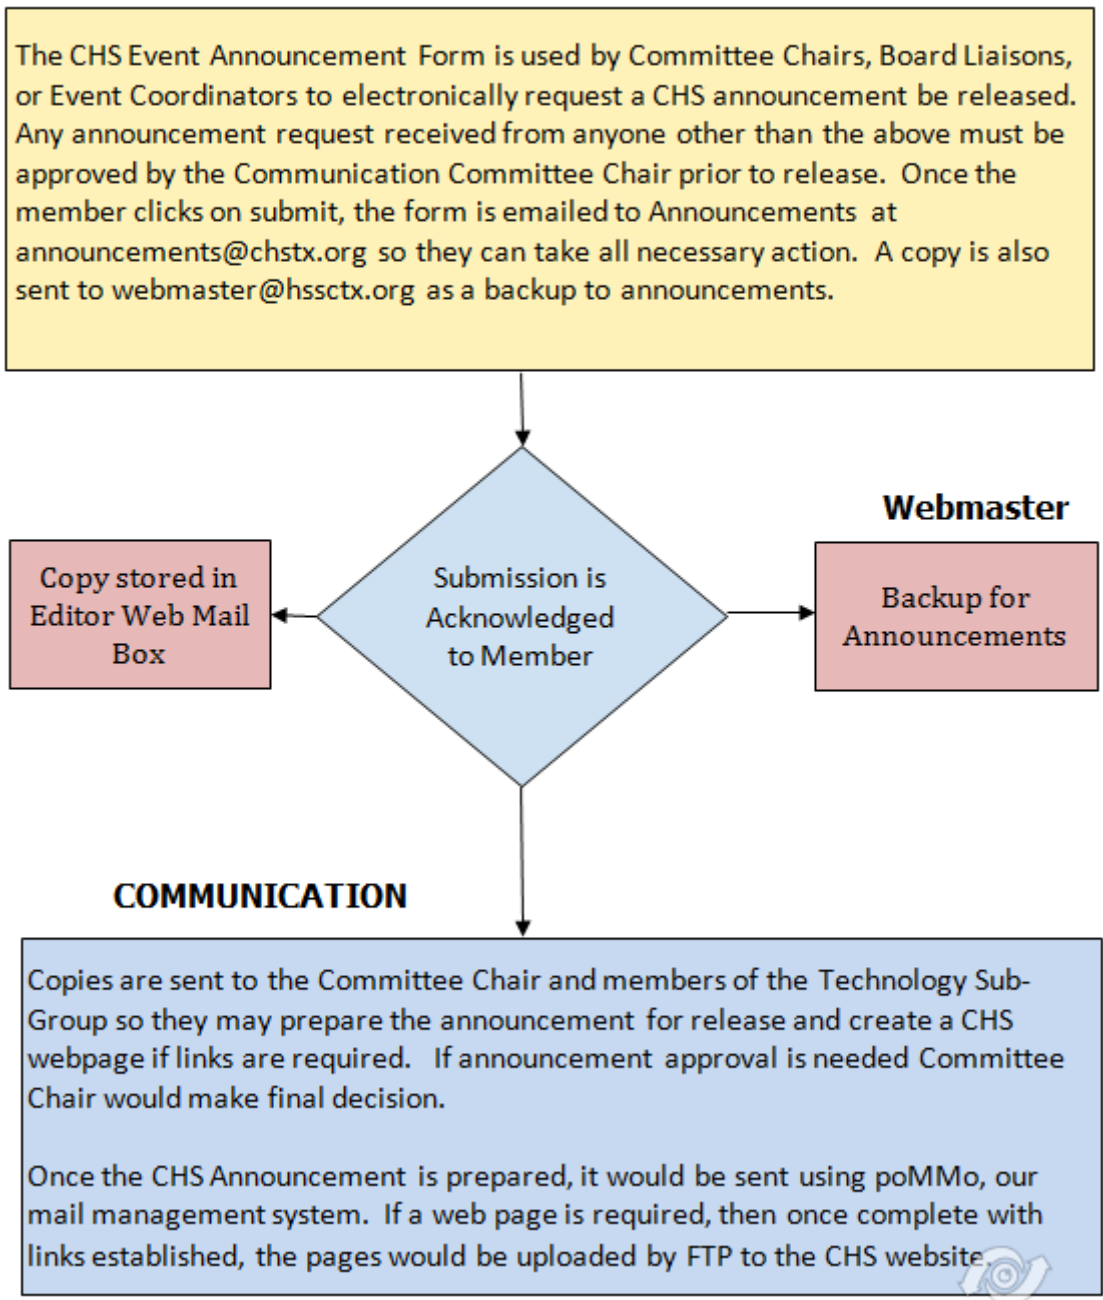 The CHS Event Announcement Form is used by Committee Chairs, Board Liaisons,
or Event Coordinators to electronically request a CHS announcement be released.
Any announcement request received from anyone other than the above must be
approved by the Communication Committee Chair prior to release.  Once the
member clicks on submit, the form is emailed to Announcements  at
announcements@chstx.org so they can take all necessary action.  A copy is also
sent to webmaster@hssctx.org as a backup to announcements.
Webmaster
Copy stored in
Editor Web Mail
Box
Submission is
Acknowledged
to Member
Backup for
Announcements
COMMUNICATION
Copies are sent to the Committee Chair and members of the Technology Sub-
Group so they may prepare the announcement for release and create a CHS
webpage if links are required.   If announcement approval is needed Committee
Chair would make final decision.
Once the CHS Announcement is prepared, it would be sent using poMMo, our
mail management system.  If a web page is required, then once complete with
links established, the pages would be uploaded by FTP to the CHS website.